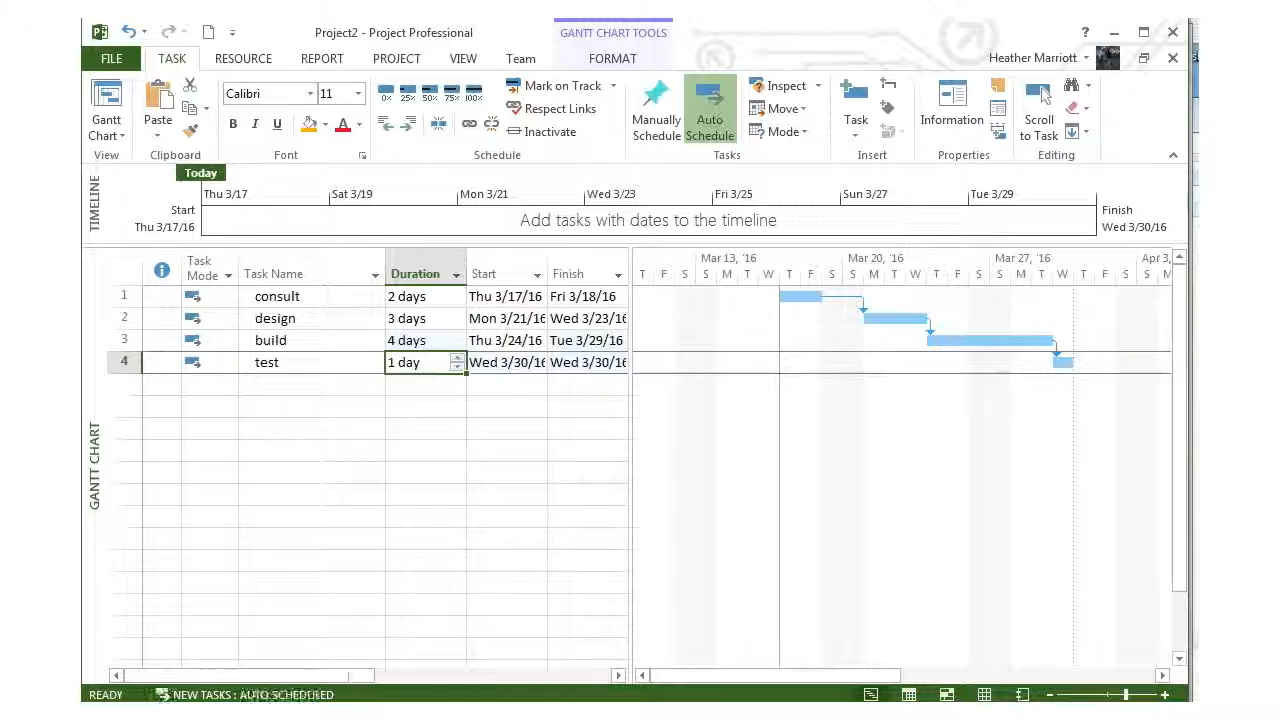 Project2 - Project Professional
GANTT CHART TOOLS
?
FILE TASK RESOURCE REPORT PROJECT VIEW Team FORMAT
Heather Marriott
Gantt Chart
View
Paste
Clipboard
Calibri 11
B I U A
Font
0% 25% 50% 75% 100%
Mark on Track
Respect Links
Inactivate
Schedule
Manually Schedule
Auto Schedule
Inspect
Move
Mode
Tasks
Task
Insert
Information
Properties
Scroll to Task
Editing
Today
TIMELINE
Start
Thu 3/17/16
Thu 3/17 Sat 3/19 Mon 3/21 Wed 3/23 Fri 3/25 Sun 3/27 Tue 3/29
Add tasks with dates to the timeline
Finish
Wed 3/30/16
GANTT CHART
Task Mode Task Name Duration Start Finish
1 consult 2 days Thu 3/17/16 Fri 3/18/16
2 design 3 days Mon 3/21/16 Wed 3/23/16
3 build 4 days Thu 3/24/16 Tue 3/29/16
4 test 1 day Wed 3/30/16 Wed 3/30/16
Mar 13, '16 Mar 20, '16 Mar 27, '16 Apr 3,
T F S S M T W T F S S M T W T F S S M T W T F S S M
READY NEW TASKS : AUTO SCHEDULED